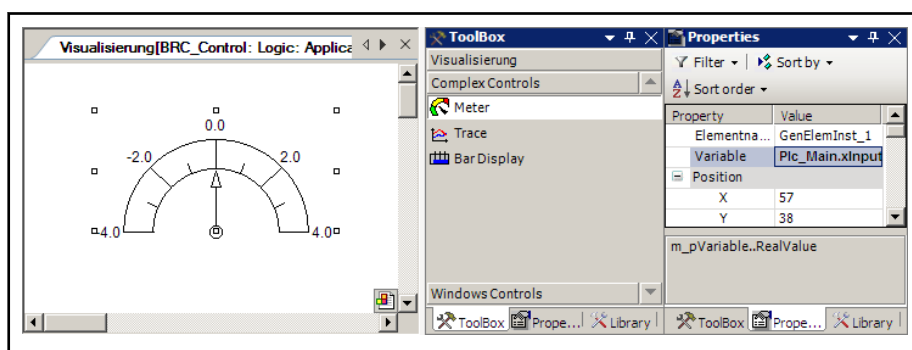 Visualisierung[BRC_Control: Logic: Applica
0.0
-2.0 2.0
-4.0 4.0
ToolBox
Visualisierung
Complex Controls
Meter
Trace
Bar Display
Windows Controls
ToolBox Prope... Library
Properties
Filter Sort by
Sort order
Property Value
Elementna... GenElemInst_1
Variable Plc_Main.xInput
Position
X 57
Y 38
m_pVariable..RealValue
ToolBox Prope... Library